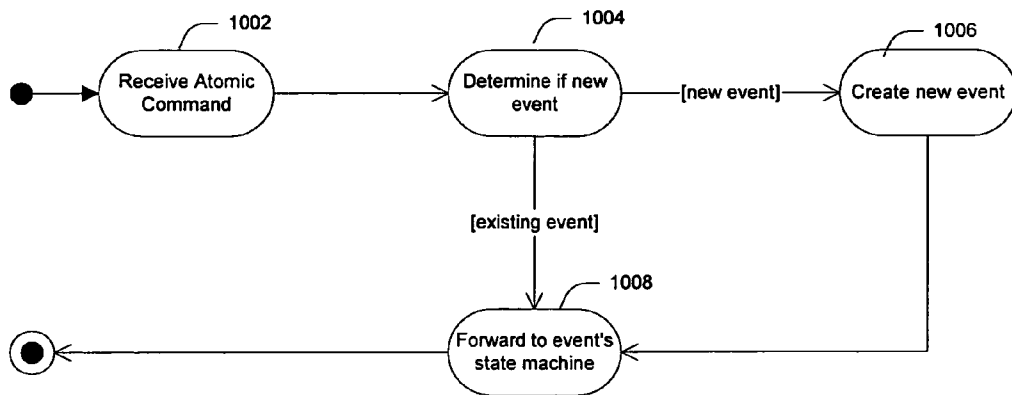 1002
1004
1006
Receive Atomic
Command
Determine if new
event
[new event]
Create new event
[existing event]
1008
Forward to event's
state machine